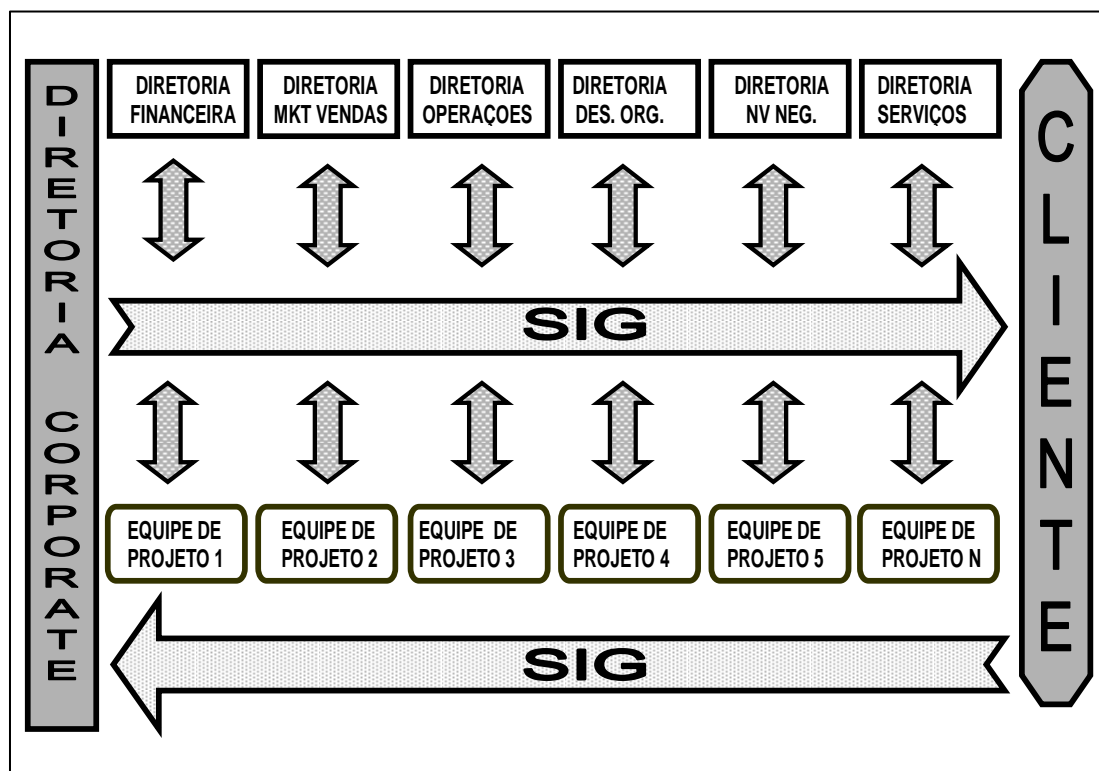 DIRETORIA CORPORATE
DIRETORIA
FINANCEIRA
DIRETORIA
MKT VENDAS
DIRETORIA
OPERAÇOES
DIRETORIA
DES. ORG.
DIRETORIA
NV NEG.
DIRETORIA
SERVIÇOS
SIG
EQUIPE DE
PROJETO 1
EQUIPE DE
PROJETO 2
EQUIPE DE
PROJETO 3
EQUIPE DE
PROJETO 4
EQUIPE DE
PROJETO 5
EQUIPE DE
PROJETO N
SIG
CLIENTE